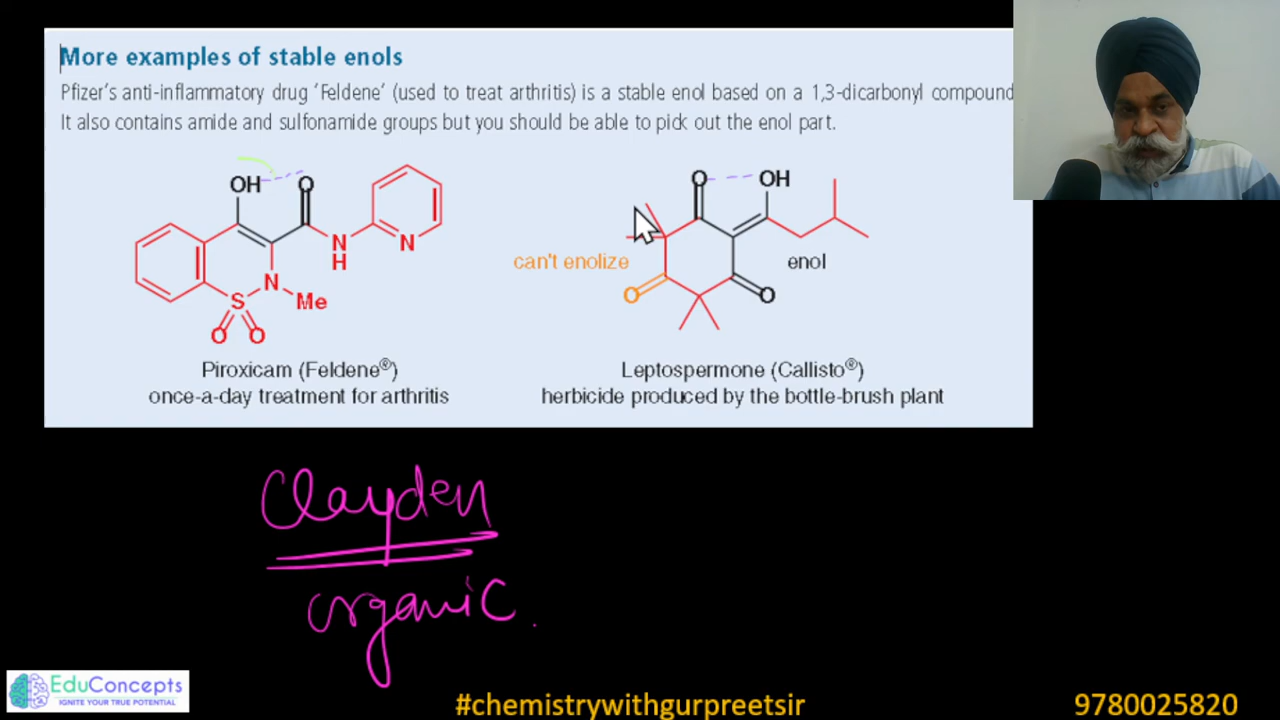 More examples of stable enols
Pfizer's anti-inflammatory drug 'Feldene' (used to treat arthritis) is a stable enol based on a 1,3-dicarbonyl compound
It also contains amide and sulfonamide groups but you should be able to pick out the enol part.
OH O
N
H
N
N
Me
S
O O
O OH
can't enolize
enol
O
O
Piroxicam (Feldene®)
once-a-day treatment for arthritis
Leptospermone (Callisto®)
herbicide produced by the bottle-brush plant
Clayden
organic.
EduConcepts
IGNITE YOUR TRUE POTENTIAL
#chemistrywithgurpreetsir
9780025820